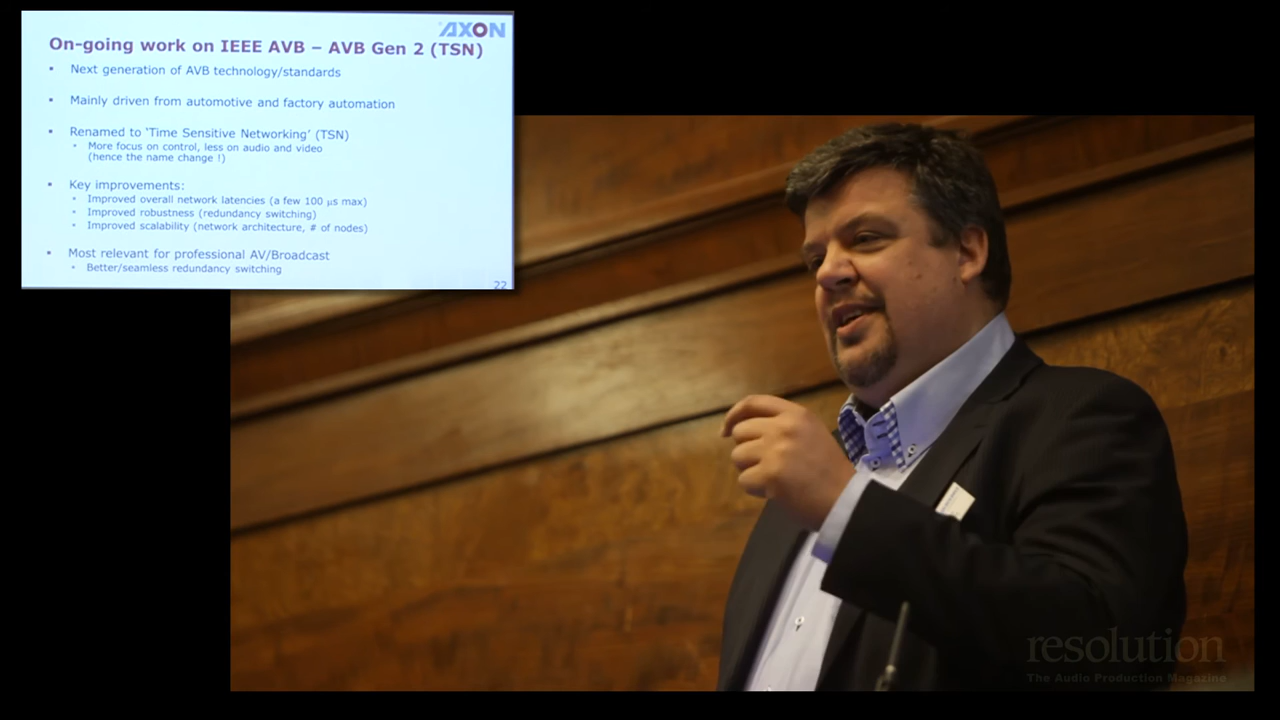 AXON
On-going work on IEEE AVB – AVB Gen 2 (TSN)
• Next generation of AVB technology/standards
• Mainly driven from automotive and factory automation
• Renamed to ‘Time Sensitive Networking’ (TSN)
• More focus on control, less on audio and video
(hence the name change !)
• Key improvements:
• Improved overall network latencies (a few 100 µs max)
• Improved robustness (redundancy switching)
• Improved scalability (network architecture, # of nodes)
• Most relevant for professional AV/Broadcast
• Better/seamless redundancy switching
22
resolution
The Audio Production Magazine